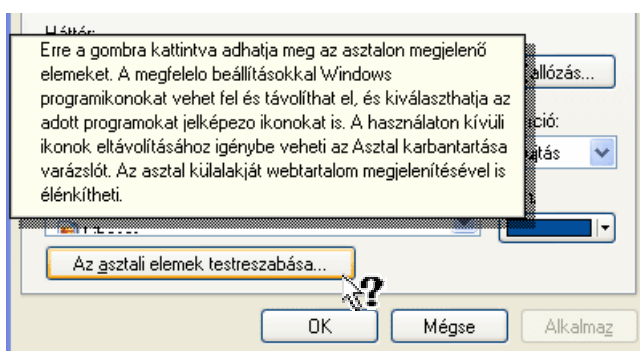 Háttér:
Erre a gombra kattintva adhatja meg az asztalon megjelenő
elemeket. A megfelelo beállításokkal Windows
programikonokat vehet fel és távolíthat el, és kiválaszthatja az
adott programokat jelképezo ikonokat is. A használaton kívüli
ikonok eltávolításához igénybe veheti az Asztal karbantartása
varázslót. Az asztal külalakját webtartalom megjelenítésével is
élénkítheti.
allózás...
ció:
jtás
Az asztali elemek testreszabása...
?
OK
Mégse
Alkalmaz